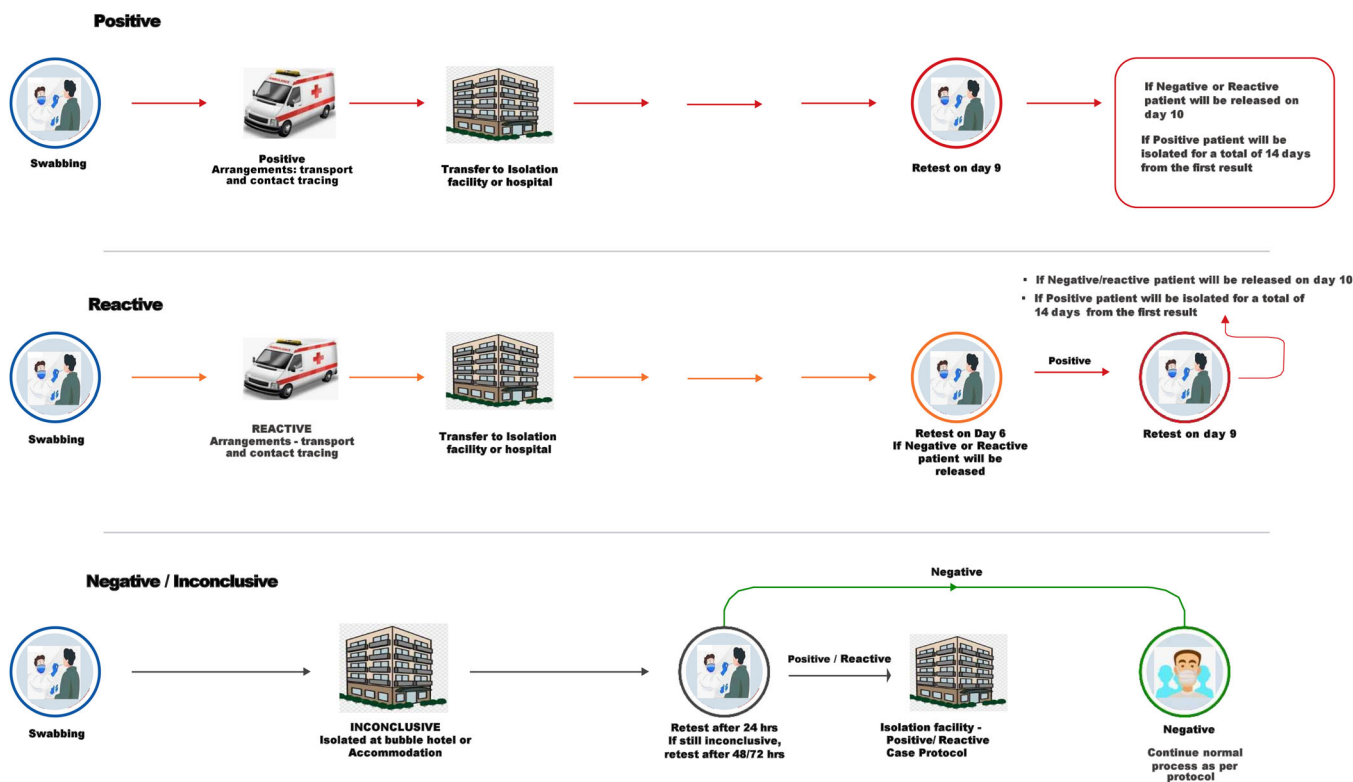 Positive
Swabbing
Positive
Arrangements: transport
and contact tracing
Transfer to Isolation
facility or hospital
Retest on day 9
If Negative or Reactive
patient will be released on
day 10
If Positive patient will be
isolated for a total of 14 days
from the first result
Reactive
Swabbing
REACTIVE
Arrangements - transport
and contact tracing
Transfer to Isolation
facility or hospital
Retest on Day 6
If Negative or Reactive
patient will be
released
Positive
Retest on day 9
▪ If Negative/reactive patient will be released on day 10
▪ If Positive patient will be isolated for a total of
14 days from the first result
Negative / Inconclusive
Swabbing
INCONCLUSIVE
Isolated at bubble hotel or
Accommodation
Retest after 24 hrs
If still inconclusive,
retest after 48/72 hrs
Positive / Reactive
Isolation facility -
Positive/ Reactive
Case Protocol
Negative
Negative
Continue normal
process as per
protocol